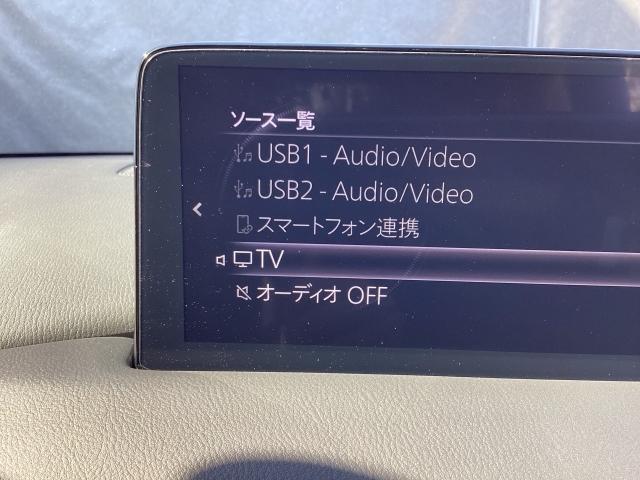 ソース一覧
USB1 - Audio/Video
USB2 - Audio/Video
スマートフォン連携
TV
オーディオ OFF